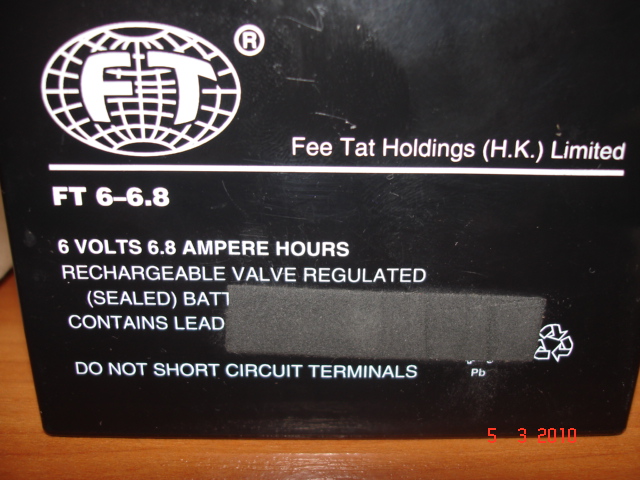 FT
®
Fee Tat Holdings (H.K.) Limited
FT 6–6.8
6 VOLTS 6.8 AMPERE HOURS
RECHARGEABLE VALVE REGULATED
(SEALED)
CONTAINS LEAD
DO NOT SHORT CIRCUIT TERMINALS
Pb
5 3 2010